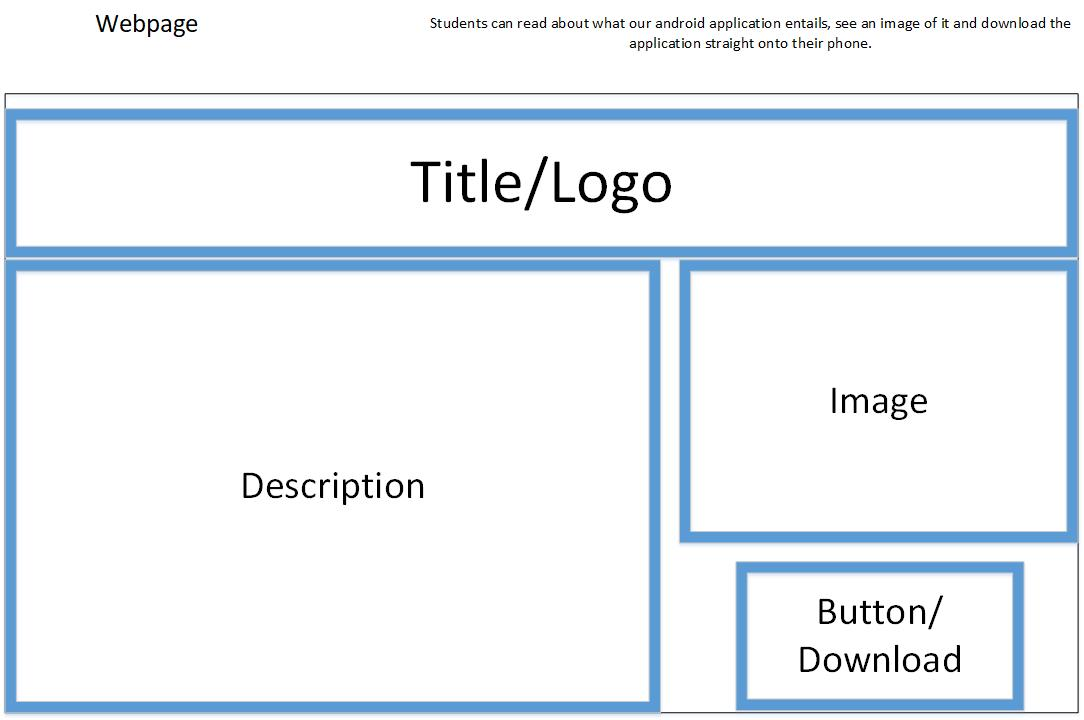 Webpage
Students can read about what our android application entails, see an image of it and download the
application straight onto their phone.
Title/Logo
Description
Image
Button/
Download